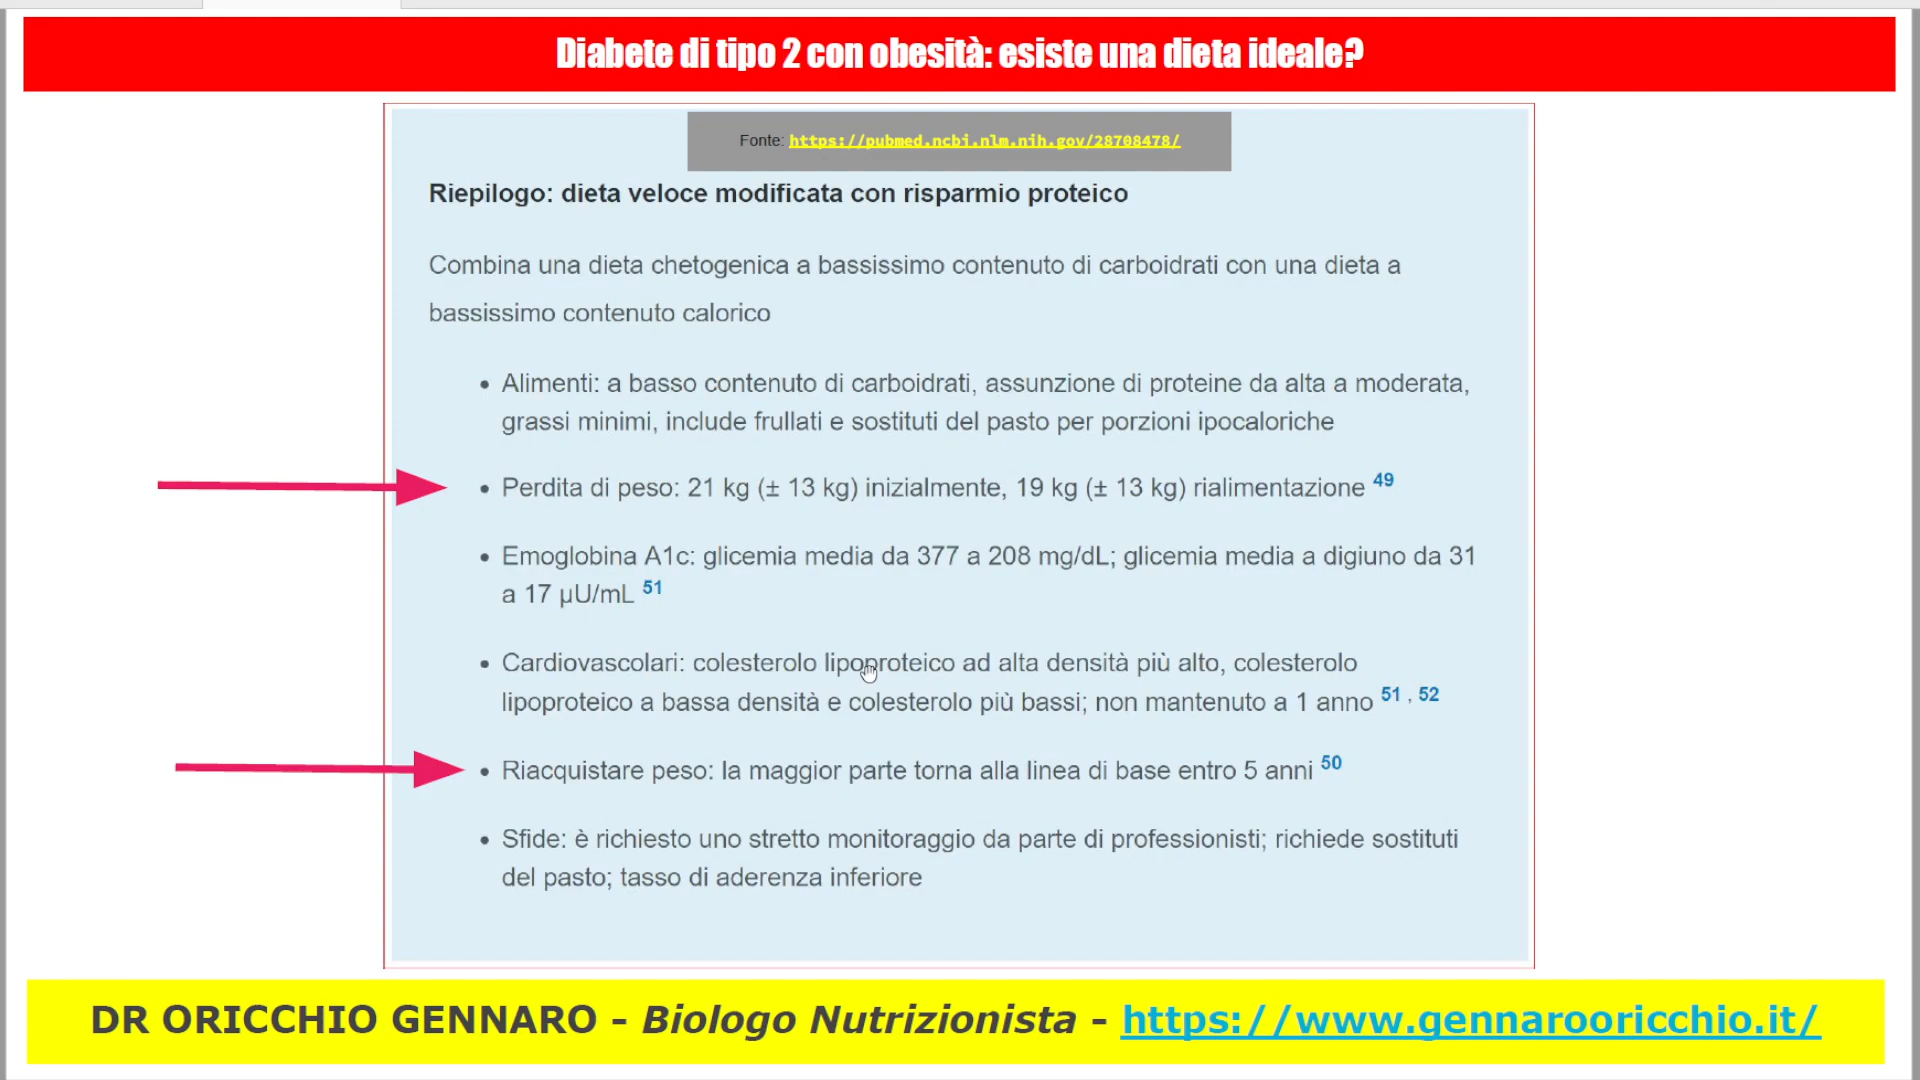 Diabete di tipo 2 con obesità: esiste una dieta ideale?
Fonte: https://pubmed.ncbi.nlm.nih.gov/28708478/
Riepilogo: dieta veloce modificata con risparmio proteico
Combina una dieta chetogenica a bassissimo contenuto di carboidrati con una dieta a
bassissimo contenuto calorico
• Alimenti: a basso contenuto di carboidrati, assunzione di proteine da alta a moderata,
grassi minimi, include frullati e sostituti del pasto per porzioni ipocaloriche
• Perdita di peso: 21 kg (± 13 kg) inizialmente, 19 kg (± 13 kg) rialimentazione 49
• Emoglobina A1c: glicemia media da 377 a 208 mg/dL; glicemia media a digiuno da 31
a 17 μU/mL 51
• Cardiovascolari: colesterolo lipoproteico ad alta densità più alto, colesterolo
lipoproteico a bassa densità e colesterolo più bassi; non mantenuto a 1 anno 51 , 52
• Riacquistare peso: la maggior parte torna alla linea di base entro 5 anni 50
• Sfide: è richiesto uno stretto monitoraggio da parte di professionisti; richiede sostituti
del pasto; tasso di aderenza inferiore
DR ORICCHIO GENNARO - Biologo Nutrizionista - https://www.gennarooricchio.it/